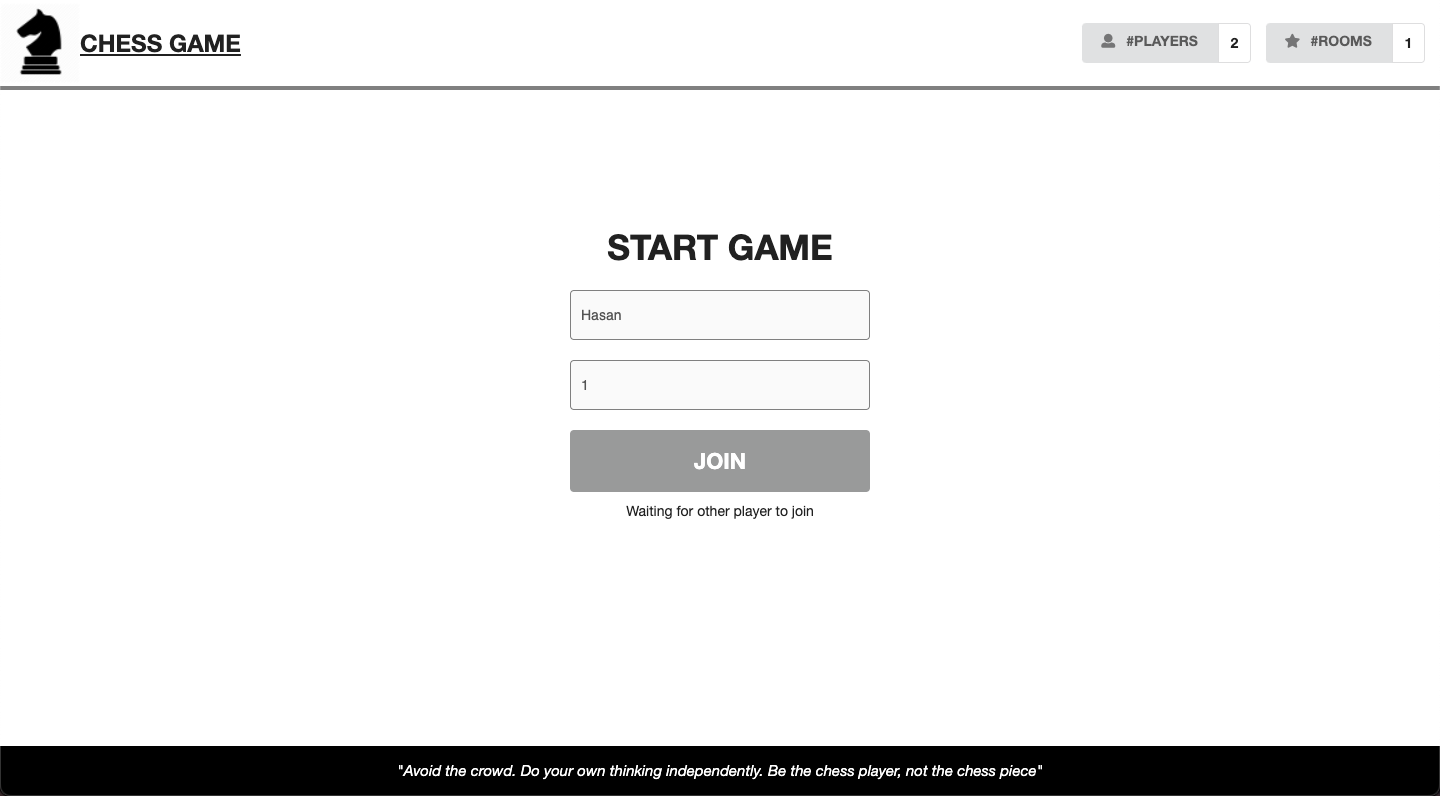 CHESS GAME
#PLAYERS 2
#ROOMS 1
START GAME
Hasan
1
JOIN
Waiting for other player to join
"Avoid the crowd. Do your own thinking independently. Be the chess player, not the chess piece"